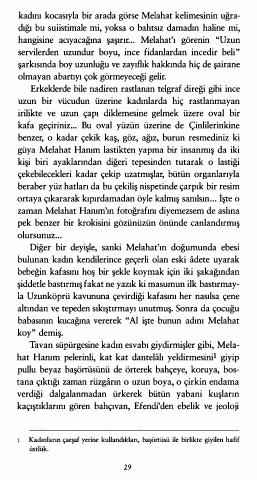 kadını kocasıyla bir arada görse Melahat kelimesinin uğra-
dığı bu suiistimale mi, yoksa o bahtsız damadın haline mi,
hangisine acıyacağına şaşırır... Melahat'ı görenin "Uzun
servilerden uzundur boyu, ince fidanlardan incedir beli"
şarkısında boy uzunluğu ve zayıflık hakkında hiç de şairane
olmayan abartıyı çok görmeyeceği gelir.
Erkeklerde bile nadiren rastlanan telgraf direği gibi ince
uzun bir vücudun üzerine kadınlarda hiç rastlanmayan
irilikte ve uzun çapı diklemesine gelmek üzere oval bir
kafa geçiriniz... Bu oval yüzün üzerine de Çinlilerinkine
benzer, o kadar çekik kaş, göz, ağız, burun resmediniz ki
güya Melahat Hanım lastikten yapma bir insanmış da iki
kişi biri ayaklarından diğeri tepesinden tutarak o lastiği
çekebilecekleri kadar çekip uzatmışlar, bütün organlarıyla
beraber yüz hatları da bu çekiliş nispetinde çarpık bir resim
ortaya çıkararak kıpırdamadan öyle kalmış sanılsın... İşte o
zaman Melahat Hanım'ın fotoğrafını diyemezsem de aslına
pek benzer bir krokisini gözünüzün önünde canlandırmış
olursunuz...
Diğer bir deyişle, sanki Melahat'ın doğumunda ebesi
bulunan kadın kendilerince geçerli olan eski âdete uyarak
bebeğin kafasını hoş bir şekle koymak için iki şakağından
şiddetle bastırmış fakat ne yazık ki masumun ilk bastırmay-
la Uzunköprü kavununa çevirdiği kafasını her nasılsa çene
altından ve tepeden sıkıştırmayı unutmuş. Sonra da çocuğu
babasının kucağına vererek "Al işte bunun adını Melahat
koy" demiş.
Tavan süpürgesine kadın esvabı giydirmişler gibi, Mela-
hat Hanım pelerinli, kat kat dantelâlı yeldirmesini¹ giyip
pullu beyaz başörtüsünü de örterek bahçeye, koruya, bos-
tana çıktığı zaman rüzgârın o uzun boya, o çirkin endama
verdiği dalgalanmadan ürkerek bütün yabani kuşların
kaçıştıklarını gören bahçıvan, Efendi'den ebelik ve jeoloji
1 Kadınların çarşaf yerine kullandıkları, başörtüsü ile birlikte giyilen hafif
üstlük.
29